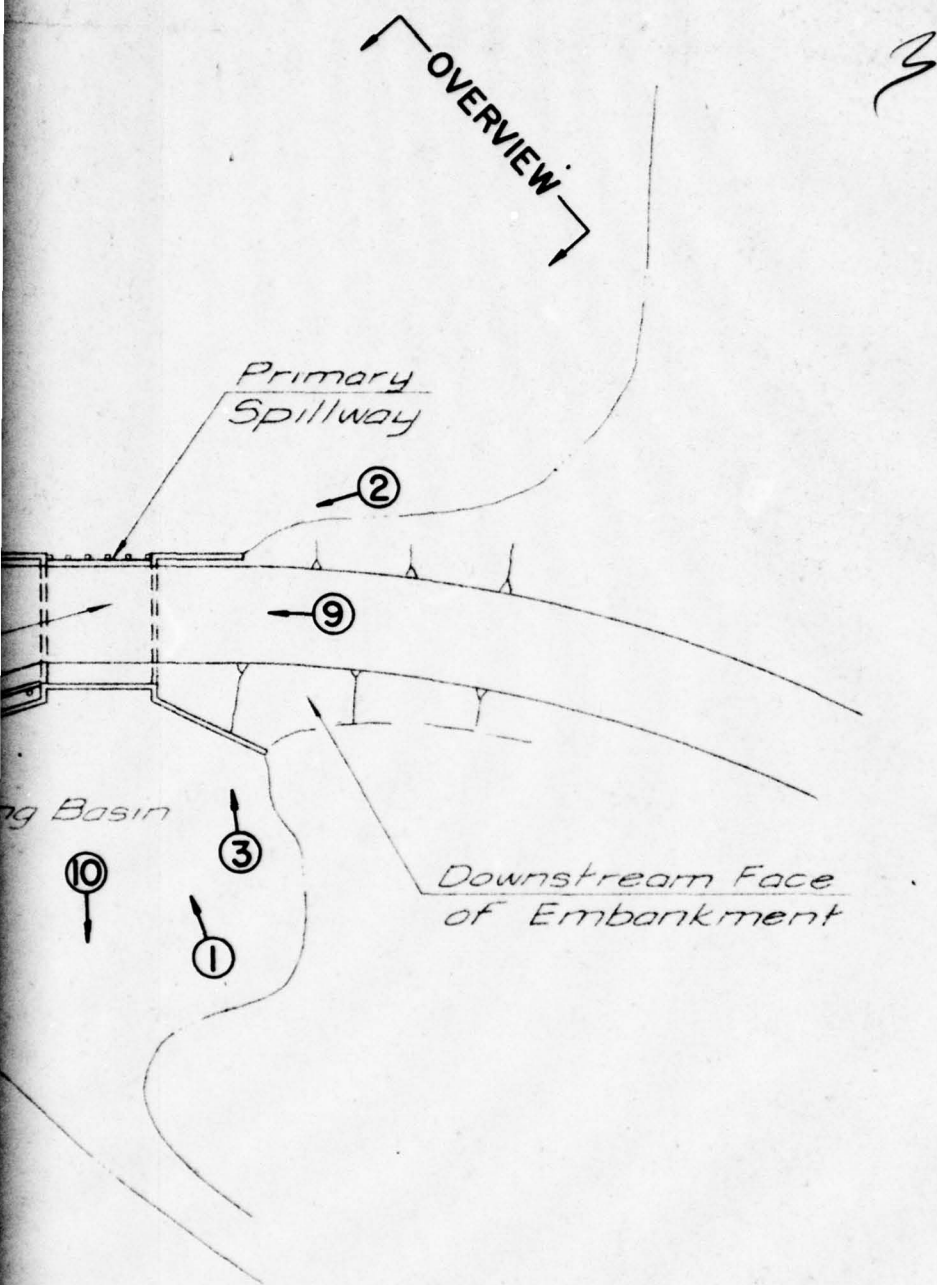 OVERVIEW
3
Primary
Spillway
2
9
ng Basin
3
10
Downstream Face
of Embankment
1